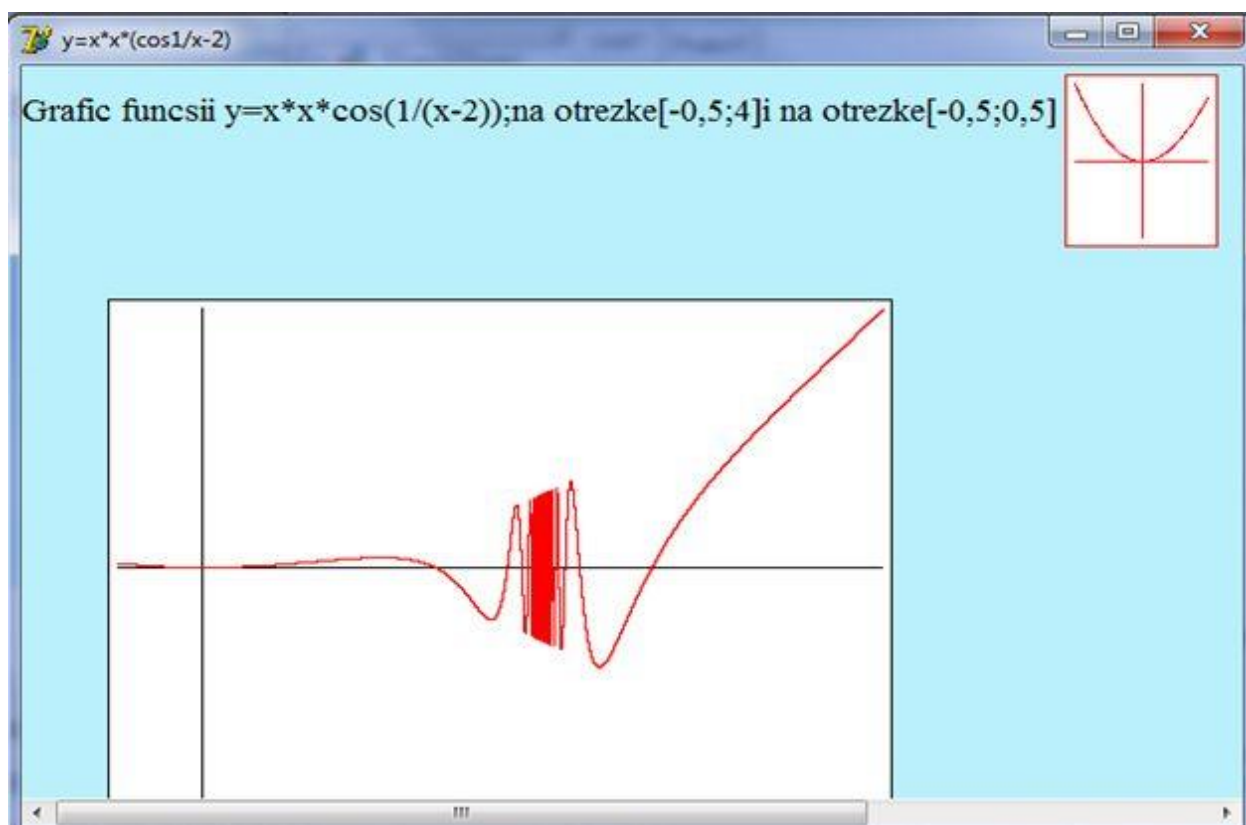 y=x*x*(cos1/x-2)
Grafic funcsii y=x*x*cos(1/(x-2));na otrezke[-0,5;4]i na otrezke[-0,5;0,5]